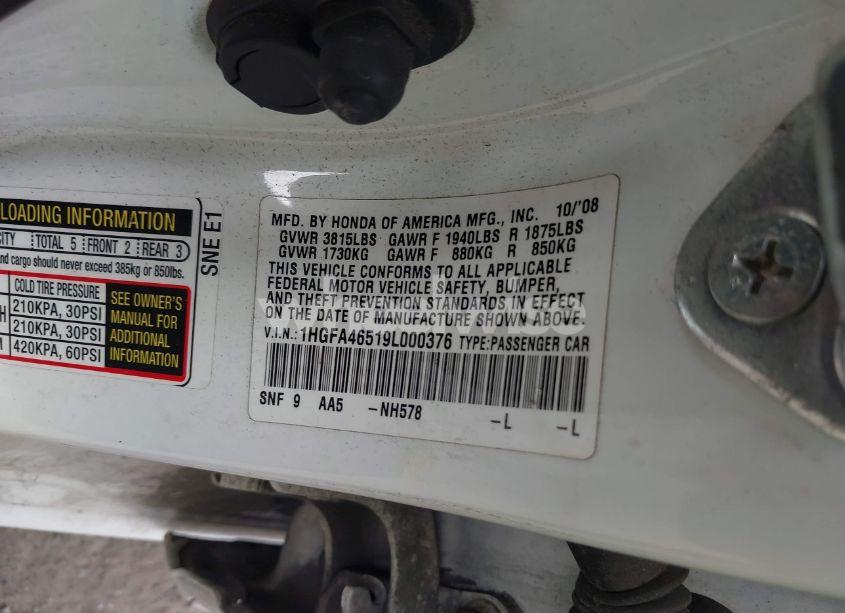 LOADING INFORMATION
CITY TOTAL 5 FRONT 2 REAR 3
and cargo should never exceed 385kg or 850lbs.
COLD TIRE PRESSURE
SEE OWNER'S
MANUAL FOR
ADDITIONAL
INFORMATION
H 210KPA, 30PSI
210KPA, 30PSI
M 420KPA, 60PSI
SNE E1
MFD. BY HONDA OF AMERICA MFG., INC. 10/'08
GVWR 3815LBS GAWR F 1940LBS R 1875LBS
GVWR 1730KG GAWR F 880KG R 850KG
THIS VEHICLE CONFORMS TO ALL APPLICABLE
FEDERAL MOTOR VEHICLE SAFETY, BUMPER,
AND THEFT PREVENTION STANDARDS IN EFFECT
ON THE DATE OF MANUFACTURE SHOWN ABOVE.
V.I.N.: 1HGFA46519L000376 TYPE:PASSENGER CAR
SNF 9 AA5 -NH578 -L -L